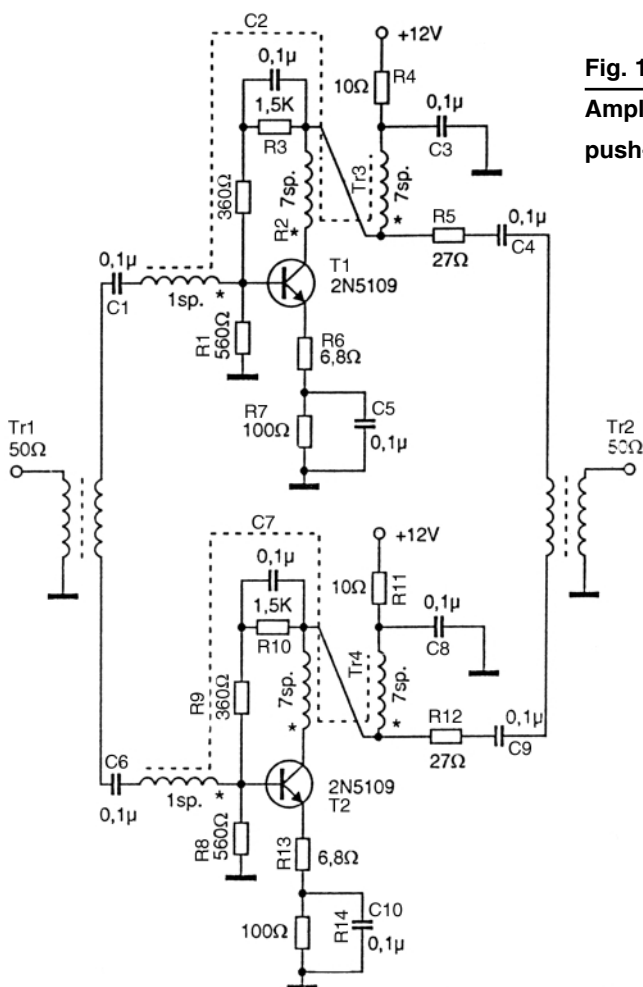 C2
+12V
0,1µ
10Ω
R4
Fig. 1
1,5K
0,1µ
Ampl
R3
C3
push-
360Ω
7sp.
R2
*
Tr3
7sp.
*
R5
0,1µ
27Ω
C4
0,1µ
C1
1sp.
*
T1
2N5109
R1
560Ω
R6
6,8Ω
R7
100Ω
C5
0,1µ
Tr1
50Ω
Tr2
50Ω
C7
+12V
0,1µ
10Ω
R11
1,5K
0,1µ
R10
C8
R9
360Ω
7sp.
*
Tr4
7sp.
*
R12
0,1µ
27Ω
C9
C6
0,1µ
1sp.
*
2N5109
T2
R8
560Ω
R13
6,8Ω
100Ω
R14
C10
0,1µ